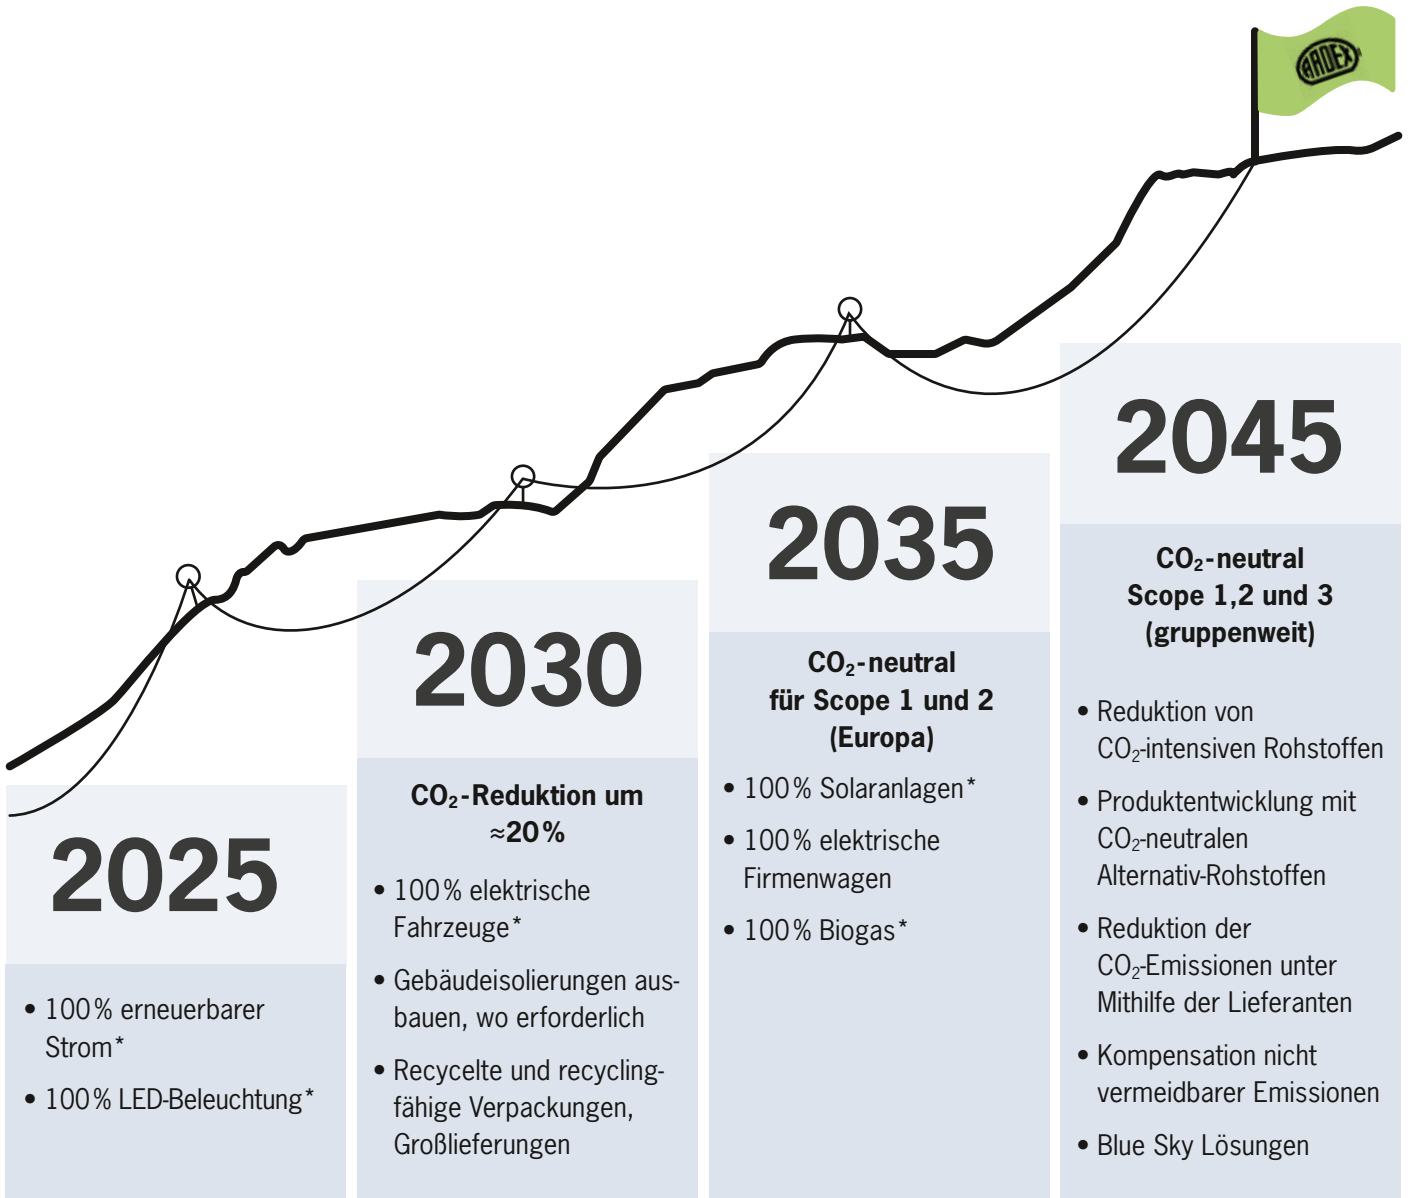 ARDEX
2025
• 100% erneuerbarer
Strom*
• 100% LED-Beleuchtung*
2030
CO₂-Reduktion um
≈20%
• 100% elektrische
Fahrzeuge*
• Gebäudeisolierungen aus-
bauen, wo erforderlich
• Recycelte und recycling-
fähige Verpackungen,
Großlieferungen
2035
CO₂-neutral
für Scope 1 und 2
(Europa)
• 100% Solaranlagen*
• 100% elektrische
Firmenwagen
• 100% Biogas*
2045
CO₂-neutral
Scope 1,2 und 3
(gruppenweit)
• Reduktion von
CO₂-intensiven Rohstoffen
• Produktentwicklung mit
CO₂-neutralen
Alternativ-Rohstoffen
• Reduktion der
CO₂-Emissionen unter
Mithilfe der Lieferanten
• Kompensation nicht
vermeidbarer Emissionen
• Blue Sky Lösungen